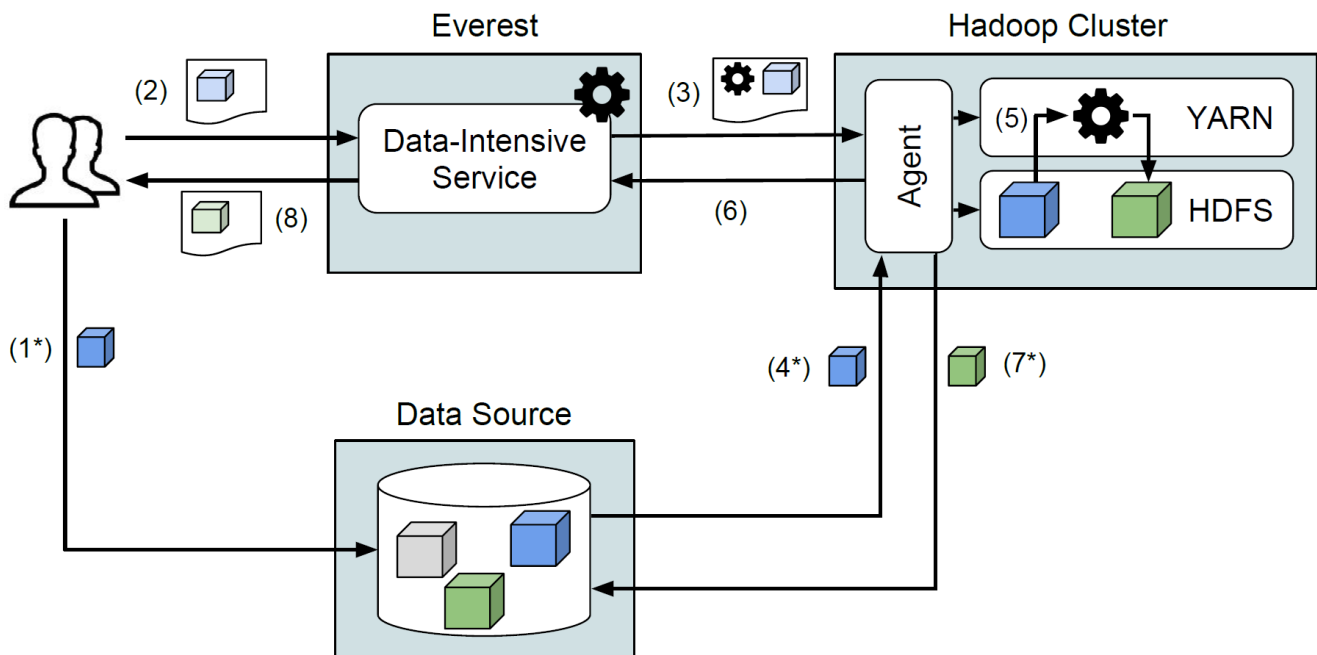 Everest
Hadoop Cluster
(2)
(3)
Data-Intensive
Service
Agent
(5)
YARN
HDFS
(8)
(6)
(1*)
(4*)
(7*)
Data Source